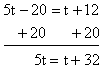 5t-20 = t+12
+20 +20
5t = t+32